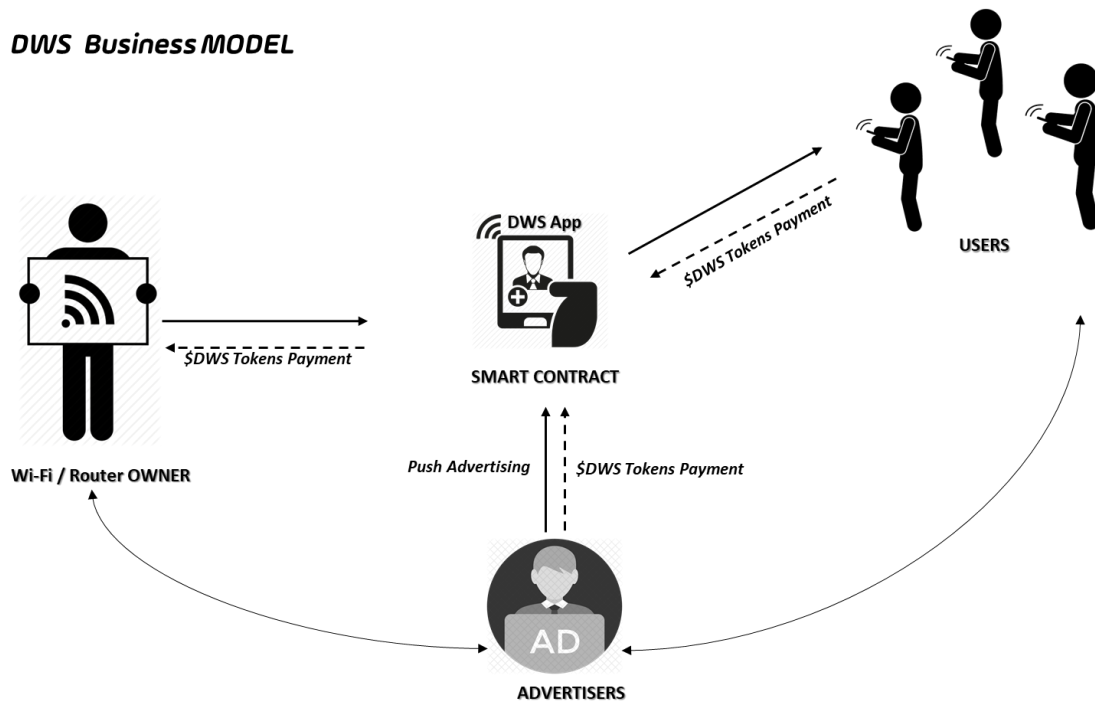 DWS Business MODEL
DWS App
$DWS Tokens Payment
USERS
$DWS Tokens Payment
SMART CONTRACT
Wi-Fi / Router OWNER
Push Advertising
$DWS Tokens Payment
AD
ADVERTISERS